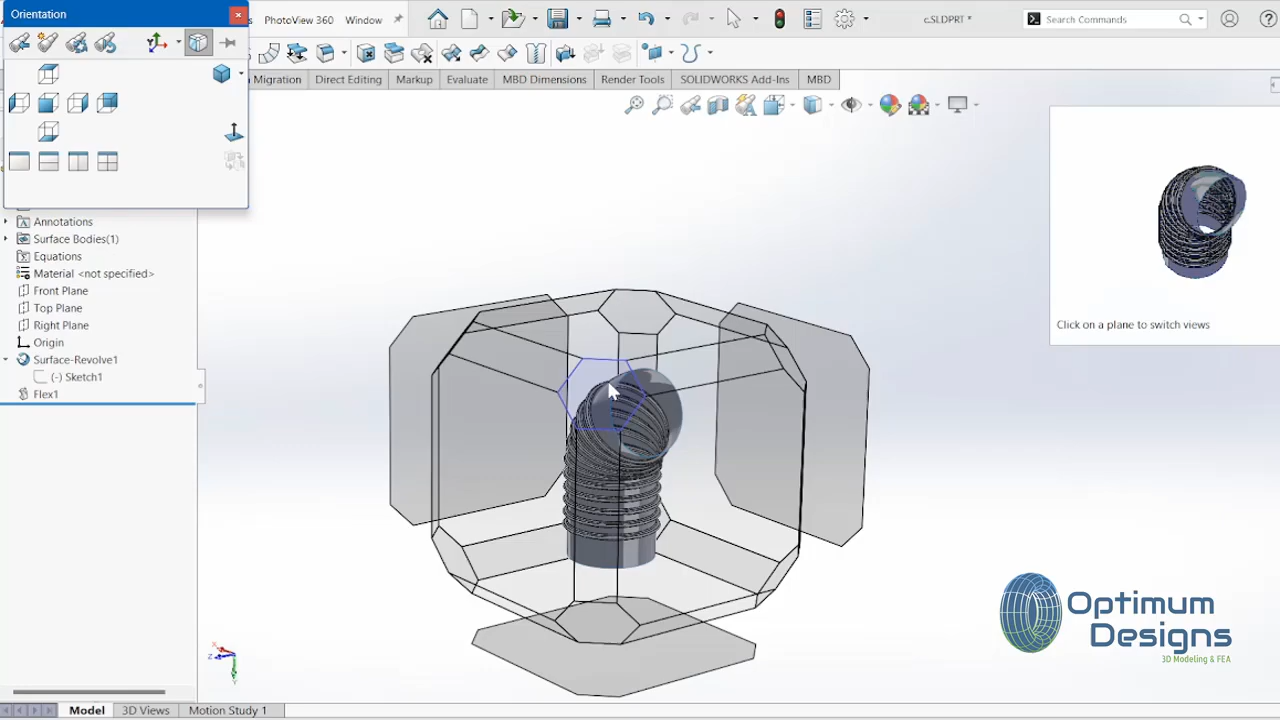 Orientation
PhotoView 360
Window
c.SLDPRT *
Search Commands
Migration
Direct Editing
Markup
Evaluate
MBD Dimensions
Render Tools
SOLIDWORKS Add-Ins
MBD
Annotations
Surface Bodies(1)
Equations
Material <not specified>
Front Plane
Top Plane
Right Plane
Origin
Surface-Revolve1
(-) Sketch1
Flex1
Click on a plane to switch views
X
Z
Y
Optimum
Designs
3D Modeling & FEA
Model
3D Views
Motion Study 1